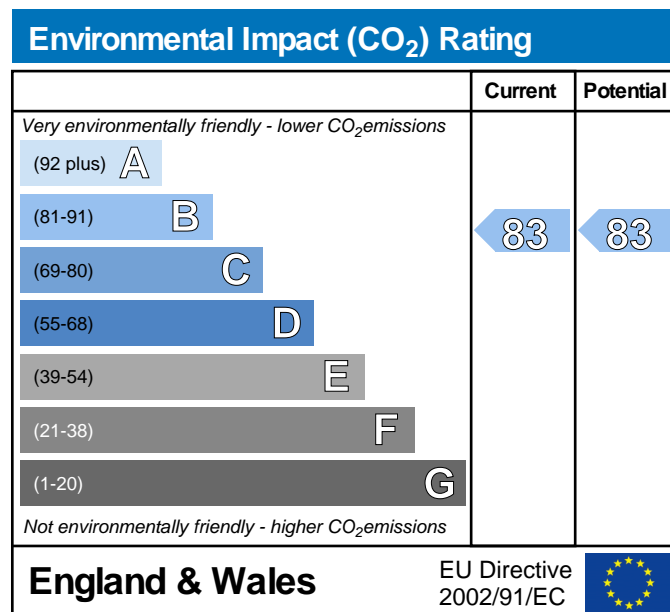 Environmental Impact (CO₂) Rating
Current Potential
Very environmentally friendly - lower CO₂emissions
(92 plus) A
(81-91) B 83 83
(69-80) C
(55-68) D
(39-54) E
(21-38) F
(1-20) G
Not environmentally friendly - higher CO₂emissions
England & Wales
EU Directive
2002/91/EC